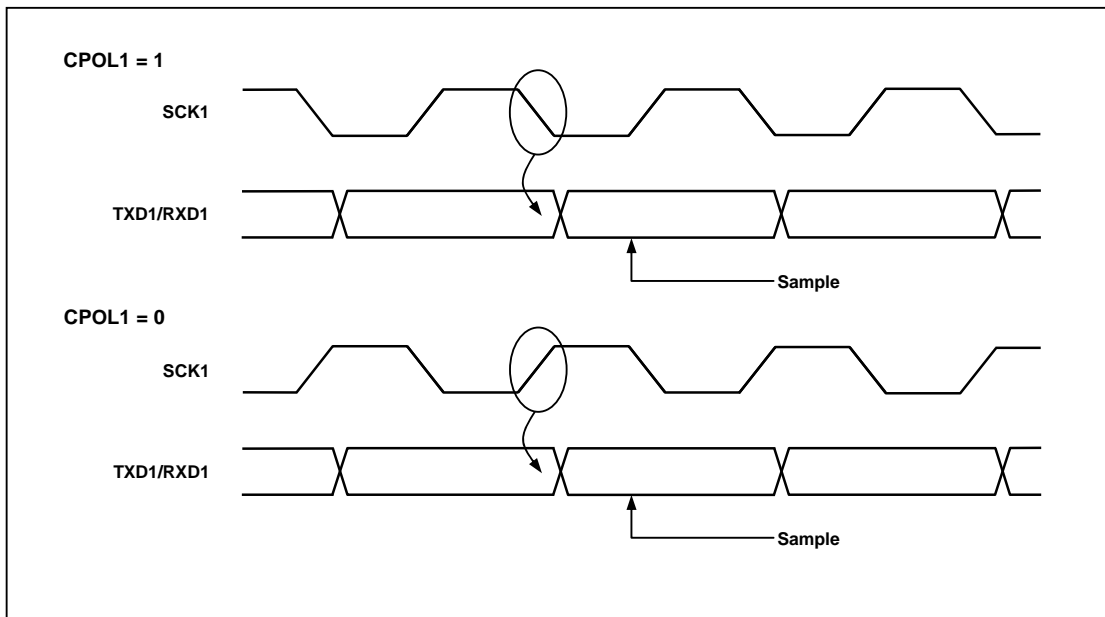 CPOL1 = 1
SCK1
TXD1/RXD1
Sample
CPOL1 = 0
SCK1
TXD1/RXD1
Sample